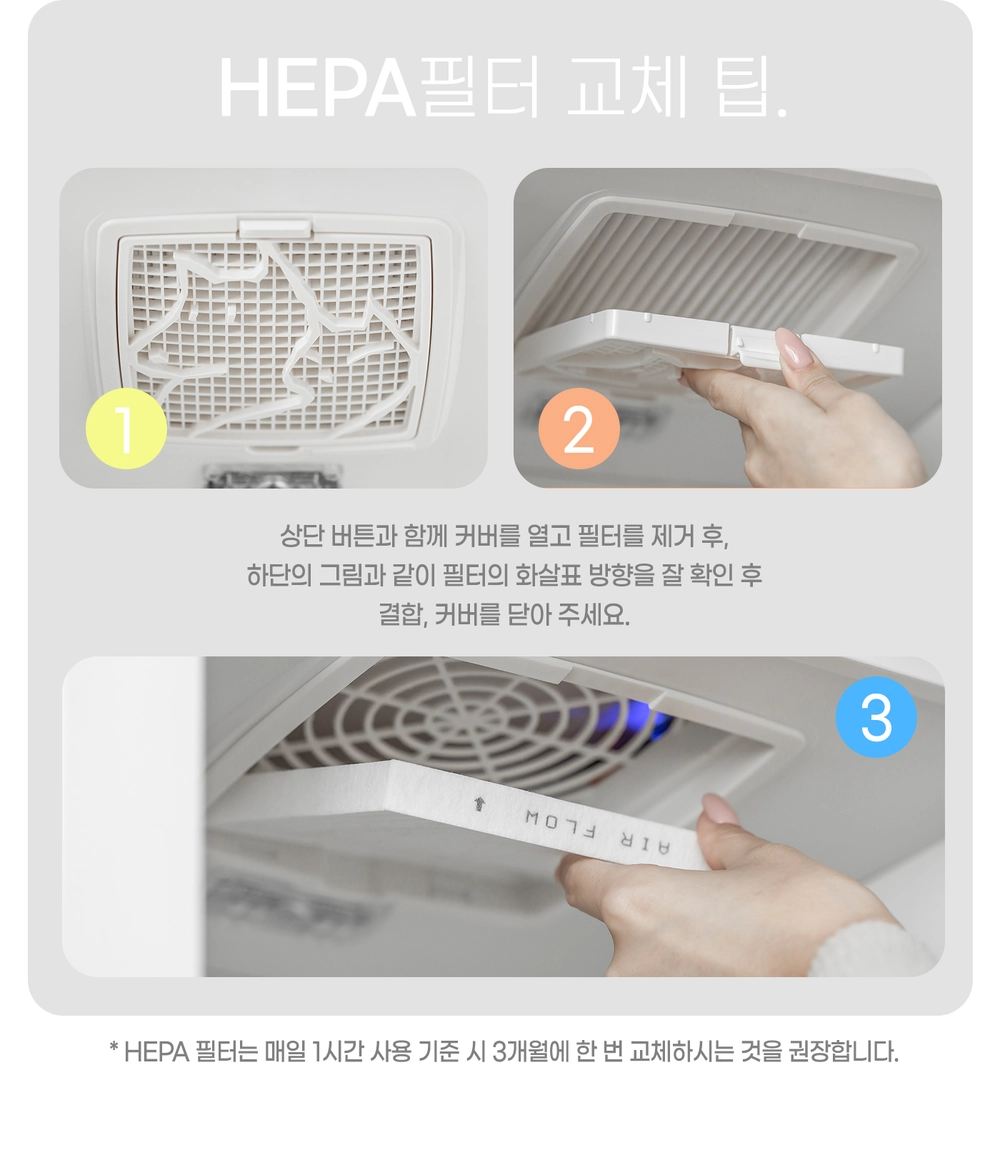 HEPA필터 교체 팁.
1
2
상단 버튼과 함께 커버를 열고 필터를 제거 후,
하단의 그림과 같이 필터의 화살표 방향을 잘 확인 후
결합, 커버를 닫아 주세요.
3
AIR FLOW
* HEPA 필터는 매일 1시간 사용 기준 시 3개월에 한 번 교체하시는 것을 권장합니다.